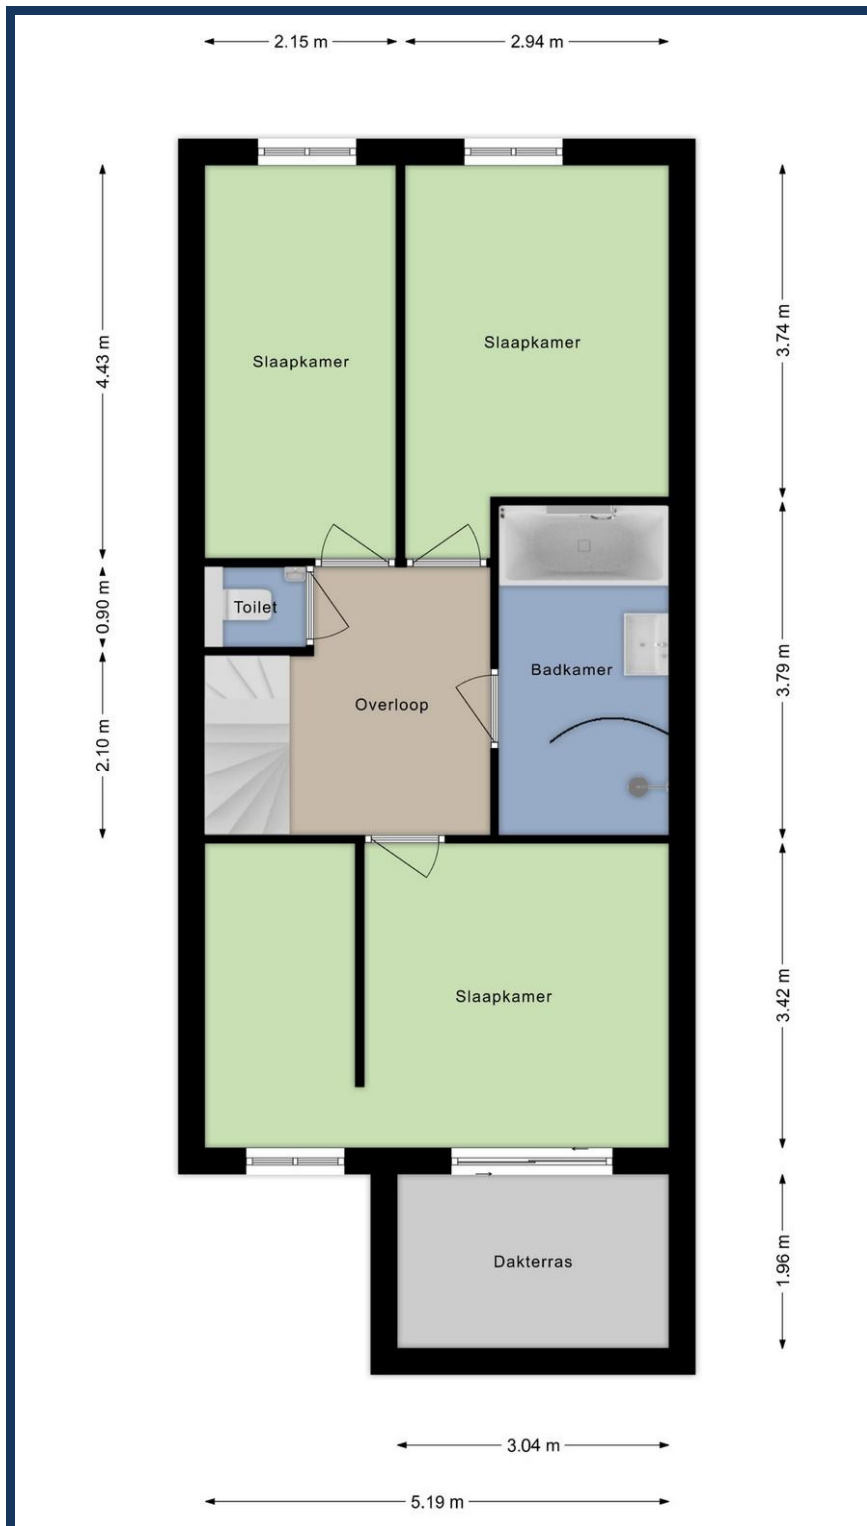 2.15 m
2.94 m
4.43 m
3.74 m
Slaapkamer
Slaapkamer
0.90 m
Toilet
3.79 m
Badkamer
Overloop
2.10 m
Slaapkamer
3.42 m
Dakterras
1.96 m
3.04 m
5.19 m